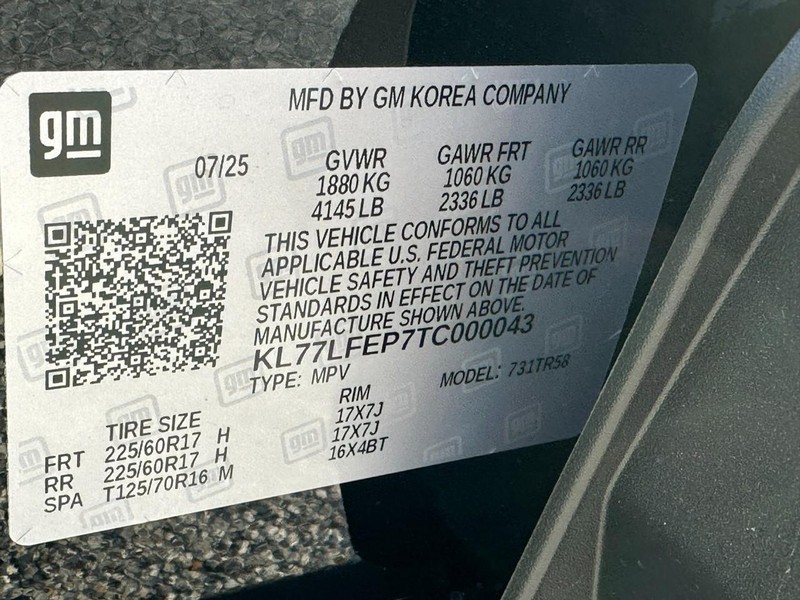 gm
MFD BY GM KOREA COMPANY
07/25
GVWR GAWR FRT GAWR RR
1880 KG 1060 KG 1060 KG
4145 LB 2336 LB 2336 LB
THIS VEHICLE CONFORMS TO ALL
APPLICABLE U.S. FEDERAL MOTOR
VEHICLE SAFETY AND THEFT PREVENTION
STANDARDS IN EFFECT ON THE DATE OF
MANUFACTURE SHOWN ABOVE.
KL77LFEP7TC000043
TYPE: MPV MODEL: 731TR58
TIRE SIZE RIM
FRT 225/60R17 H 17X7J
RR 225/60R17 H 17X7J
SPA T125/70R16 M 16X4BT